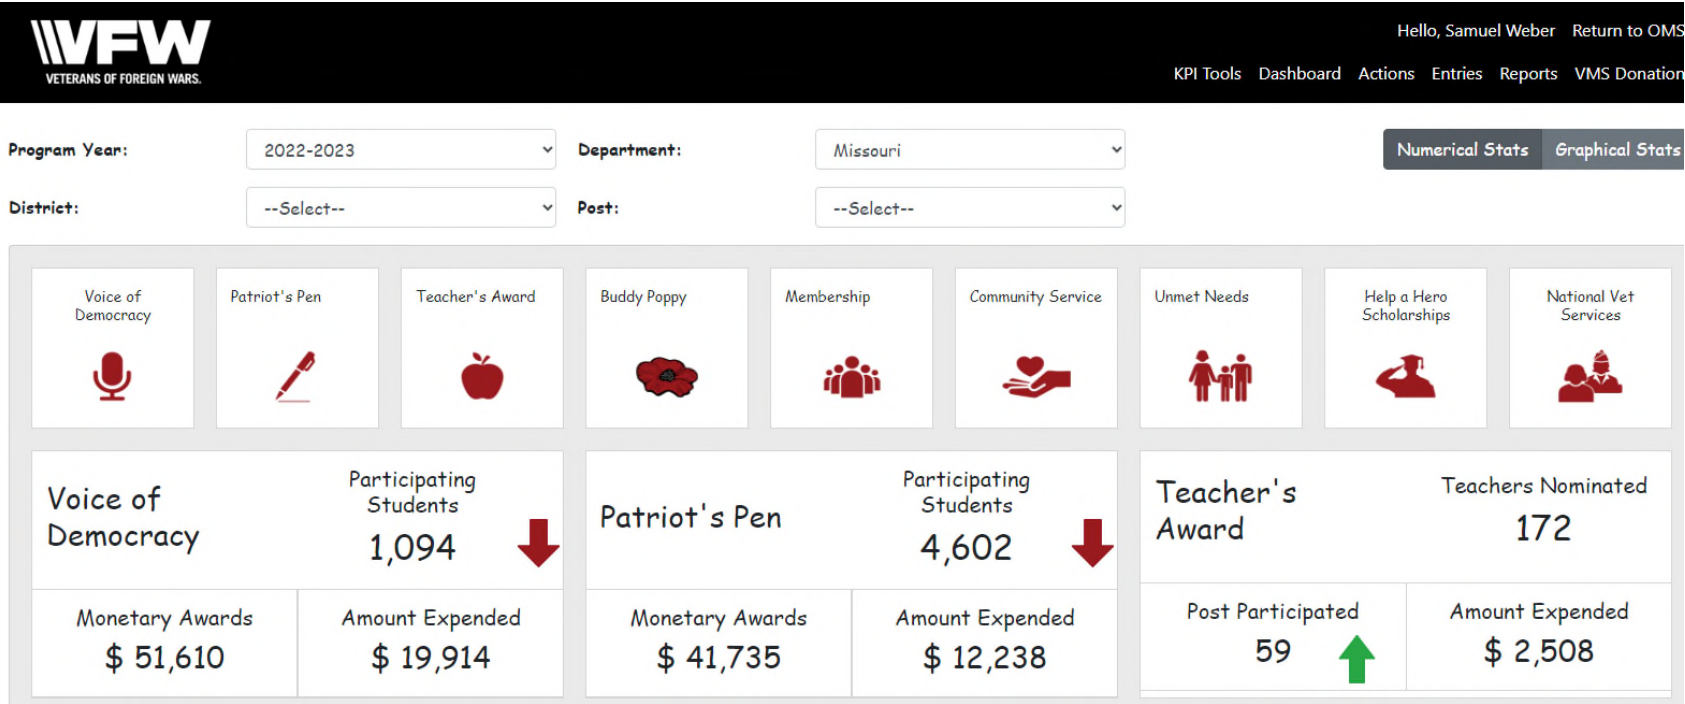 VFW
VETERANS OF FOREIGN WARS.
Hello, Samuel Weber Return to OMS
KPI Tools Dashboard Actions Entries Reports VMS Donation
Program Year: 2022-2023 Department: Missouri Numerical Stats Graphical Stats
District: --Select-- Post: --Select--
Voice of
Democracy
Patriot's Pen
Teacher's Award
Buddy Poppy
Membership
Community Service
Unmet Needs
Help a Hero
Scholarships
National Vet
Services
Voice of
Democracy
Participating
Students
1,094
Monetary Awards
$ 51,610
Amount Expended
$ 19,914
Patriot's Pen
Participating
Students
4,602
Monetary Awards
$ 41,735
Amount Expended
$ 12,238
Teacher's
Award
Teachers Nominated
172
Post Participated
59
Amount Expended
$ 2,508